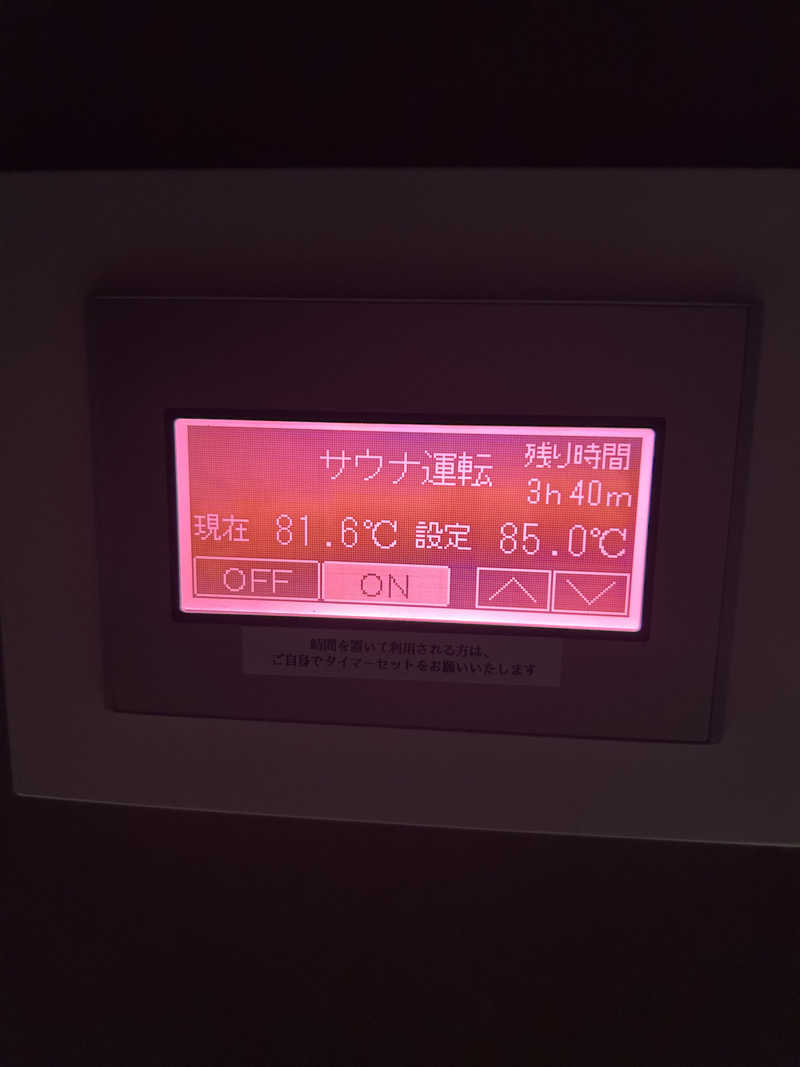 サウナ運転
残り時間
3h 40m
現在 81.6℃ 設定 85.0℃
OFF ON
時間を置いて利用される方は、
ご自身でタイマーセットをお願いいたします